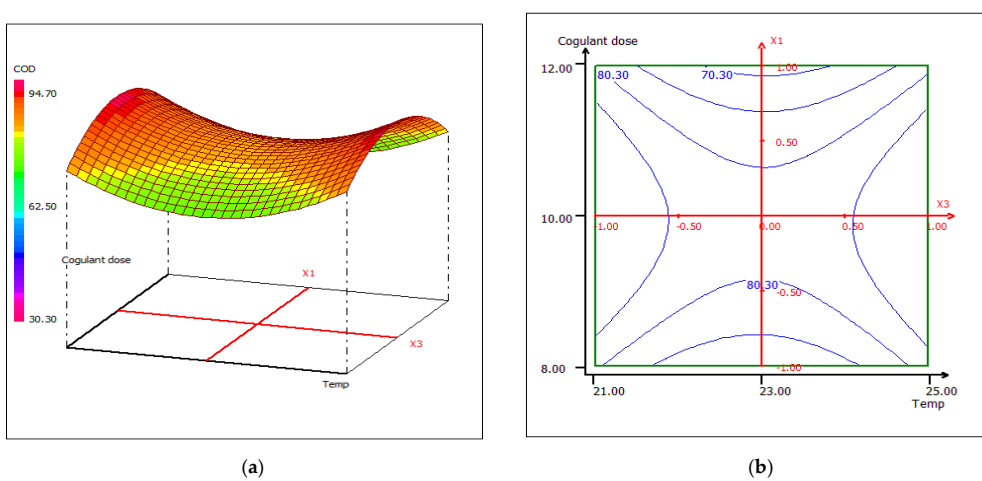 COD
94.70
62.50
30.30
Cogulant dose
X1
X3
Temp
(a)
Cogulant dose
X1
12.00
80.30
70.30
1.00
0.50
10.00
X3
-1.00
-0.50
0.00
0.50
1.00
80.30
-0.50
-1.00
8.00
21.00
23.00
25.00
Temp
(b)